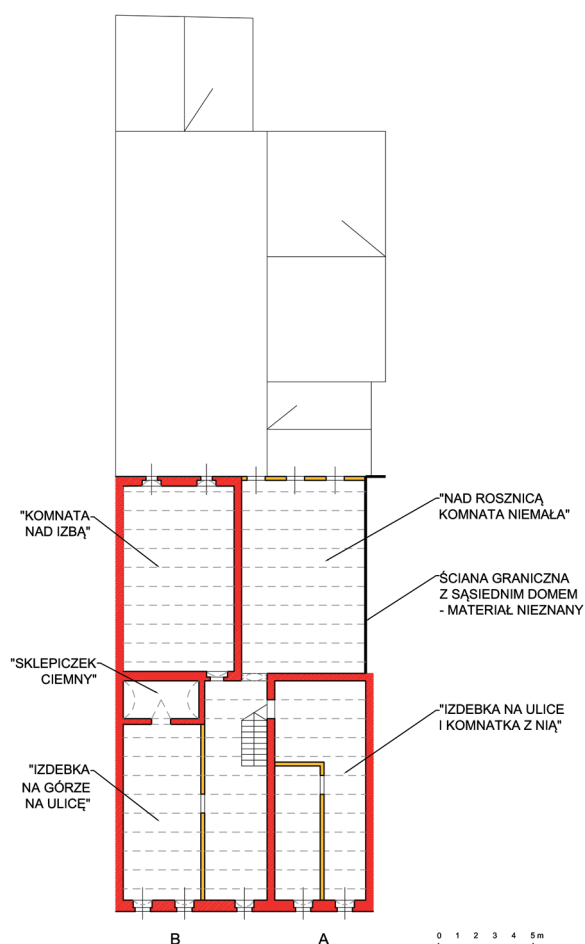 "KOMNATA
NAD IZBĄ"
"NAD ROSZNICĄ
KOMNATA NIEMAŁA"
ŚCIANA GRANICZNA
Z SĄSIEDNIM DOMEM
- MATERIAŁ NIEZNANY
"SKLEPICZEK
CIEMNY"
"IZDEBKA NA ULICE
I KOMNATKA Z NIĄ"
"IZDEBKA
NA GÓRZE
NA ULICĘ"
B
A
0 1 2 3 4 5 m